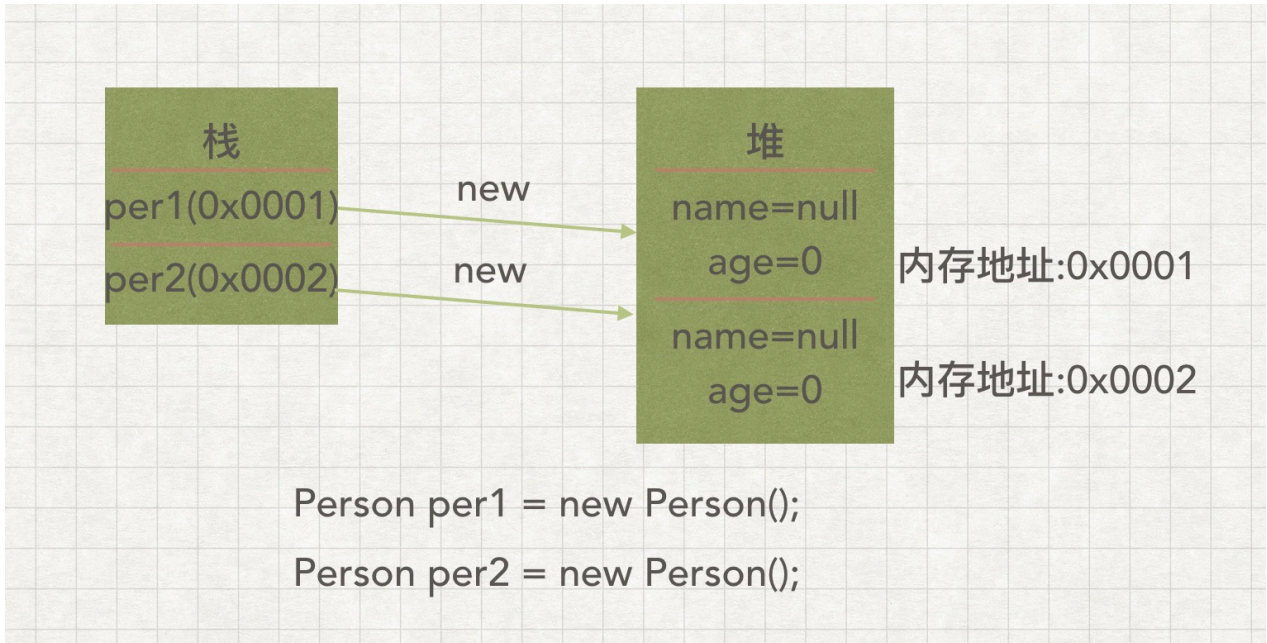 栈
per1(0x0001)
per2(0x0002)
new
new
堆
name=null
age=0
内存地址:0x0001
name=null
age=0
内存地址:0x0002
Person per1 = new Person();
Person per2 = new Person();